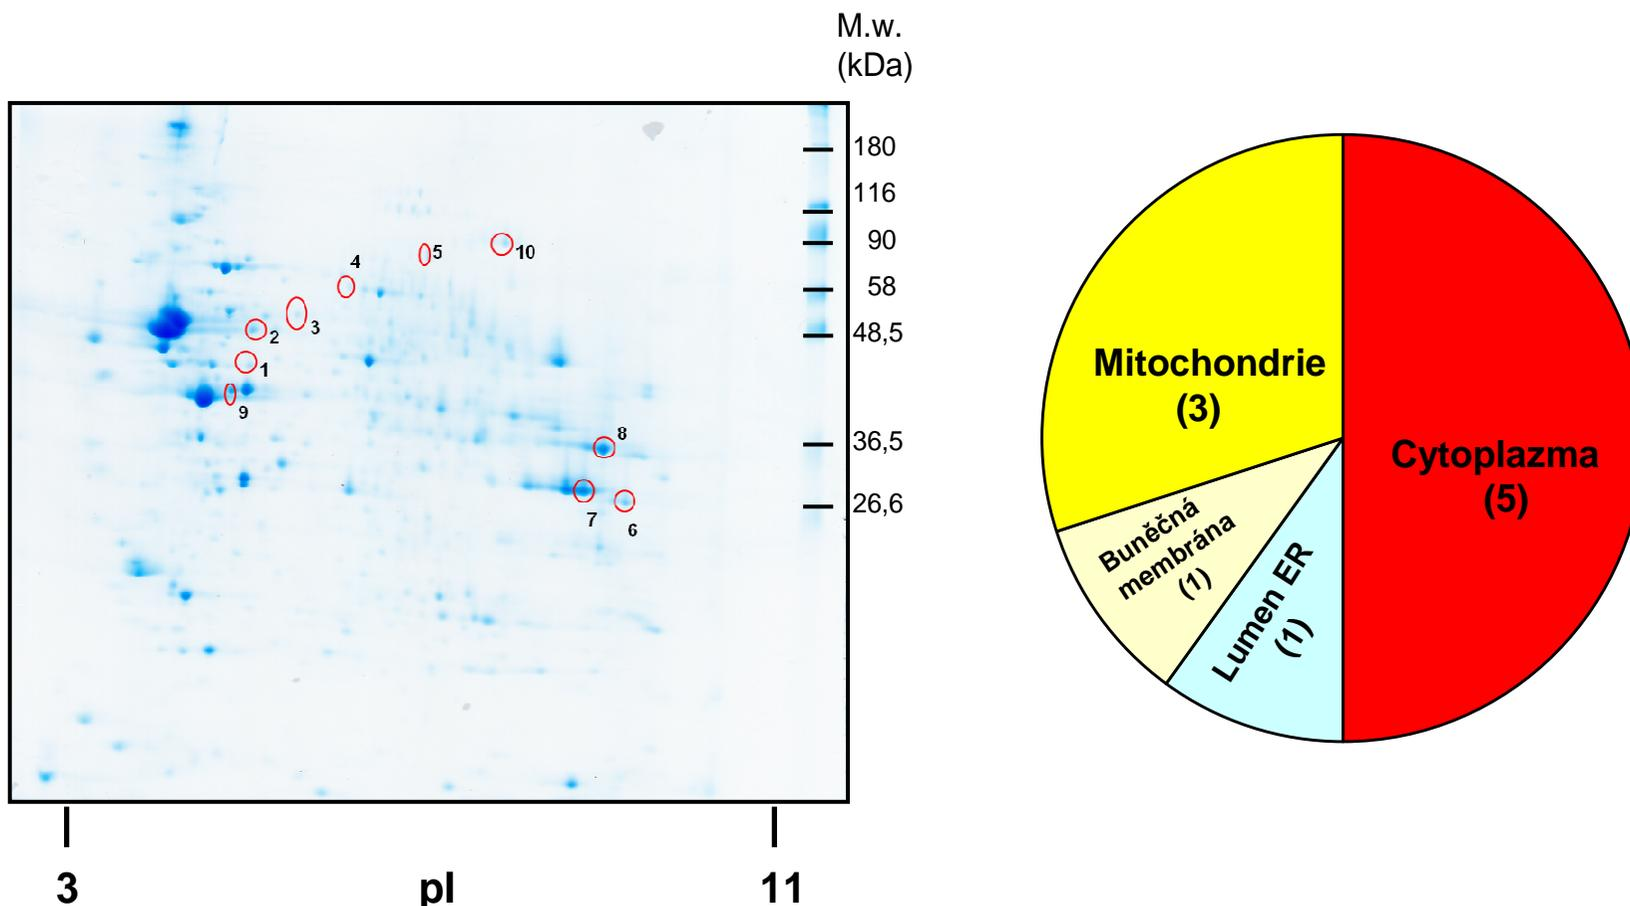 M.w.
(kDa)
180
116
90
58
48,5
36,5
26,6
4
5
10
3
2
1
9
8
7
6
3
pI
11
Mitochondrie
(3)
Cytoplazma
(5)
Buněčná
membrána
(1)
Lumen ER
(1)